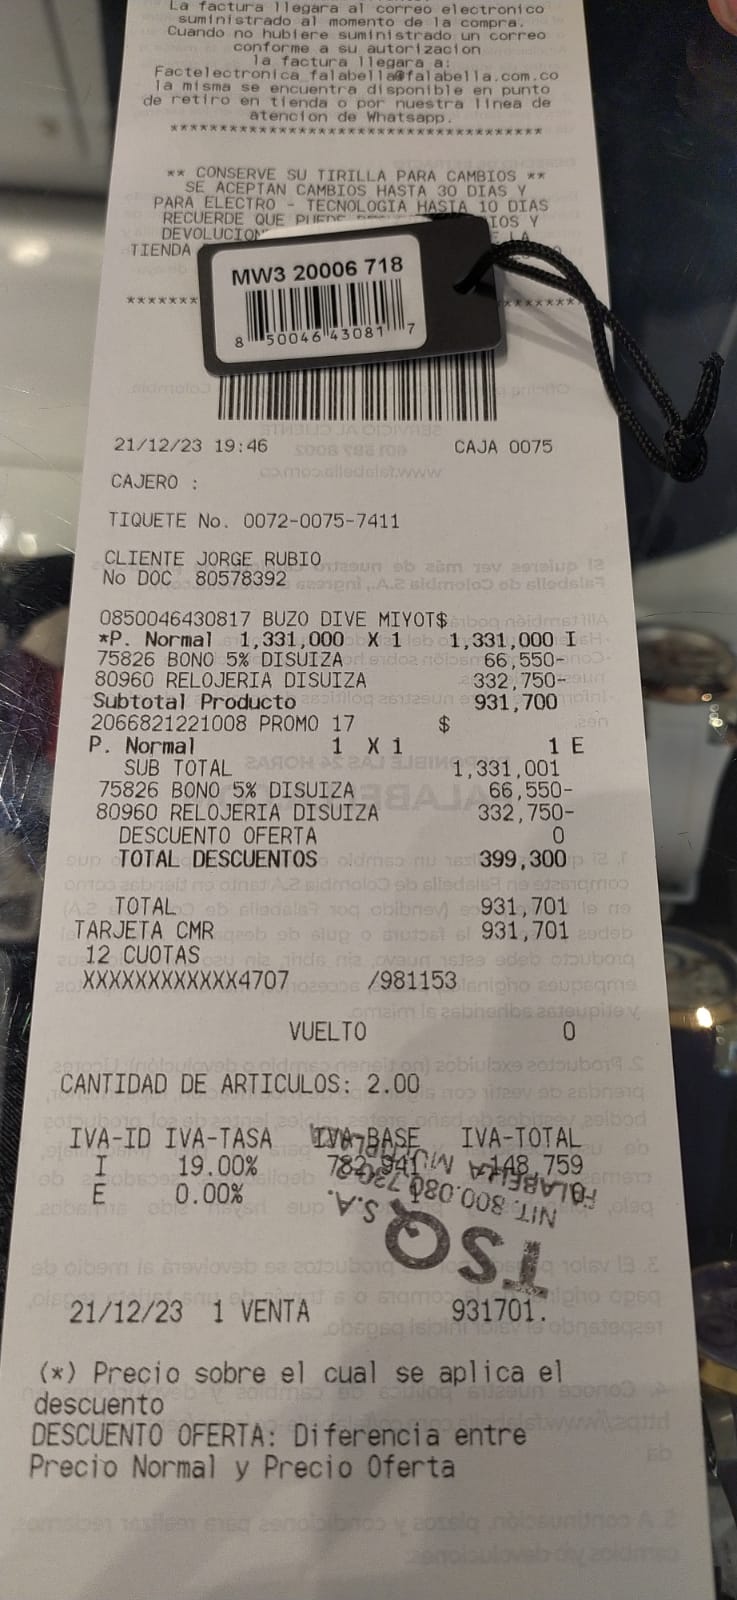 La factura llegara al correo electronico
suministrado al momento de la compra.
Cuando no hubiere suministrado un correo
conforme a su autorizacion
la factura llegara a:
Factelectronica_falabella@falabella.com.co
la misma se encuentra disponible en punto
de retiro en tienda o por nuestra linea de
atencion de Whatsapp.
** CONSERVE SU TIRILLA PARA CAMBIOS **
SE ACEPTAN CAMBIOS HASTA 30 DIAS Y
PARA ELECTRO - TECNOLOGIA HASTA 10 DIAS
RECUERDE QUE Y
TIENDA
MW3 20006 718
8 50046 43081 7
21/12/23 19:46 CAJA 0075
CAJERO :
TIQUETE No. 0072-0075-7411
CLIENTE JORGE RUBIO
No DOC 80578392
0850046430817 BUZO DIVE MIYOT$
*P. Normal 1,331,000 X 1 1,331,000 I
75826 BONO 5% DISUIZA 66,550-
80960 RELOJERIA DISUIZA 332,750-
Subtotal Producto 931,700
2066821221008 PROMO 17 $
P. Normal 1 X 1 1 E
SUB TOTAL 1,331,001
75826 BONO 5% DISUIZA 66,550-
80960 RELOJERIA DISUIZA 332,750-
DESCUENTO OFERTA 0
TOTAL DESCUENTOS 399,300
TOTAL 931,701
TARJETA CMR 931,701
12 CUOTAS
XXXXXXXXXXXX4707 /981153
VUELTO 0
CANTIDAD DE ARTICULOS: 2.00
IVA-ID IVA-TASA IVA-BASE IVA-TOTAL
I 19.00% 782,941 148,759
E 0.00%
TSQ S.A.
21/12/23 1 VENTA 931701.
(*) Precio sobre el cual se aplica el
descuento
DESCUENTO OFERTA: Diferencia entre
Precio Normal y Precio Oferta